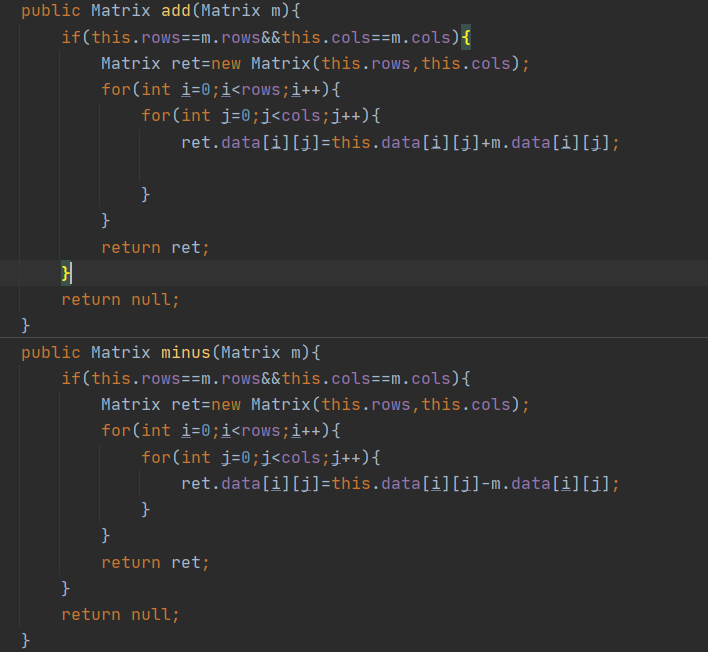 public Matrix add(Matrix m){
    if(this.rows==m.rows&&this.cols==m.cols){
        Matrix ret=new Matrix(this.rows,this.cols);
        for(int i=0;i<rows;i++){
            for(int j=0;j<cols;j++){
                ret.data[i][j]=this.data[i][j]+m.data[i][j];
            }
        }
        return ret;
    }
    return null;
}
public Matrix minus(Matrix m){
    if(this.rows==m.rows&&this.cols==m.cols){
        Matrix ret=new Matrix(this.rows,this.cols);
        for(int i=0;i<rows;i++){
            for(int j=0;j<cols;j++){
                ret.data[i][j]=this.data[i][j]-m.data[i][j];
            }
        }
        return ret;
    }
    return null;
}